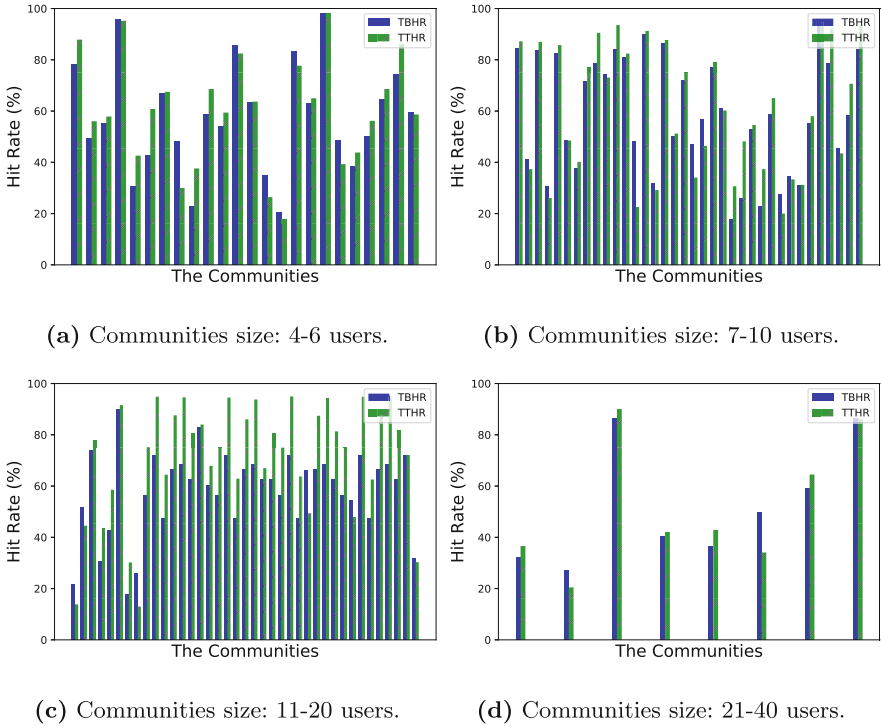 100
80
60
40
20
0
Hit Rate (%)
TBHR
TTHR
The Communities
(a) Communities size: 4-6 users.
100
80
60
40
20
0
Hit Rate (%)
TBHR
TTHR
The Communities
(b) Communities size: 7-10 users.
100
80
60
40
20
0
Hit Rate (%)
TBHR
TTHR
The Communities
(c) Communities size: 11-20 users.
100
80
60
40
20
0
Hit Rate (%)
TBHR
TTHR
The Communities
(d) Communities size: 21-40 users.